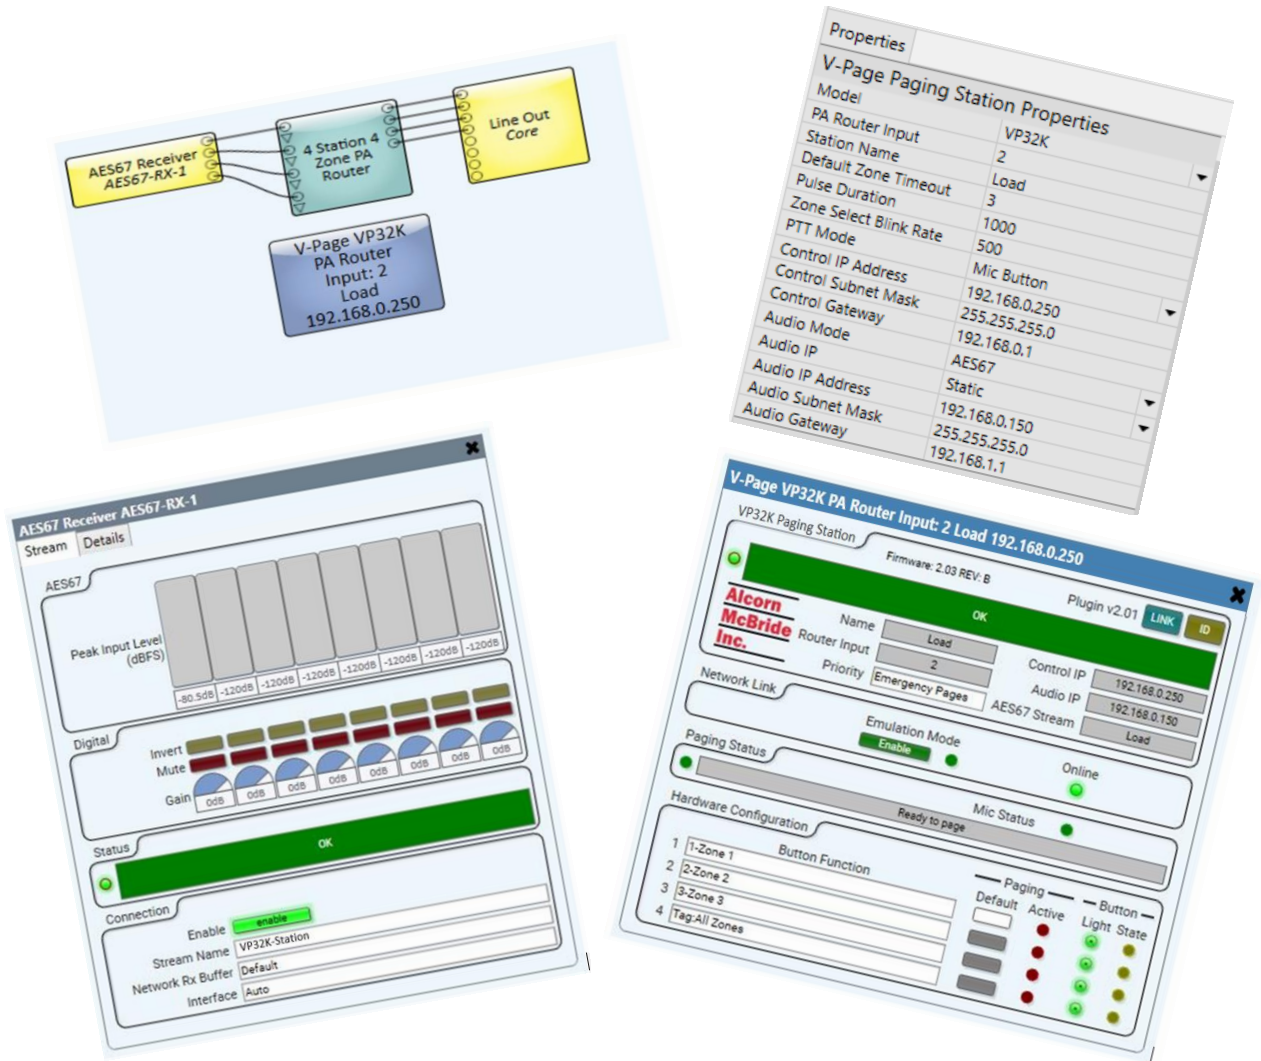 AES67 Receiver
AES67-RX-1
4 Station 4
Zone PA
Router
Line Out
Core
V-Page VP32K
PA Router
Input: 2
Load
192.168.0.250
Properties
V-Page Paging Station Properties
Model VP32K
PA Router Input 2
Station Name Load
Default Zone Timeout 3
Pulse Duration 1000
Zone Select Blink Rate 500
PTT Mode Mic Button
Control IP Address 192.168.0.250
Control Subnet Mask 255.255.255.0
Control Gateway 192.168.0.1
Audio Mode AES67
Audio IP Static
Audio IP Address 192.168.0.150
Audio Subnet Mask 255.255.255.0
Audio Gateway 192.168.1.1
AES67 Receiver AES67-RX-1
Stream Details
AES67
Peak Input Level
(dBFS)
-80.5dB -120dB -120dB -120dB -120dB -120dB -120dB -120dB
Digital
Invert
Mute
Gain 0dB 0dB 0dB 0dB 0dB 0dB 0dB 0dB
Status
OK
Connection
Enable enable
Stream Name VP32K-Station
Network Rx Buffer Default
Interface Auto
V-Page VP32K PA Router Input: 2 Load 192.168.0.250
VP32K Paging Station
Firmware: 2.03 REV: B
Plugin v2.01 LINK ID
OK
Alcorn
McBride
Inc.
Name Load
Router Input 2
Priority Emergency Pages
Control IP 192.168.0.250
Audio IP 192.168.0.150
AES67 Stream Load
Network Link
Emulation Mode
Enable
Online
Paging Status
Mic Status
Ready to page
Hardware Configuration
Button Function
Paging
Default Active
Button
Light State
1 1-Zone 1
2 2-Zone 2
3 3-Zone 3
4 Tag:All Zones